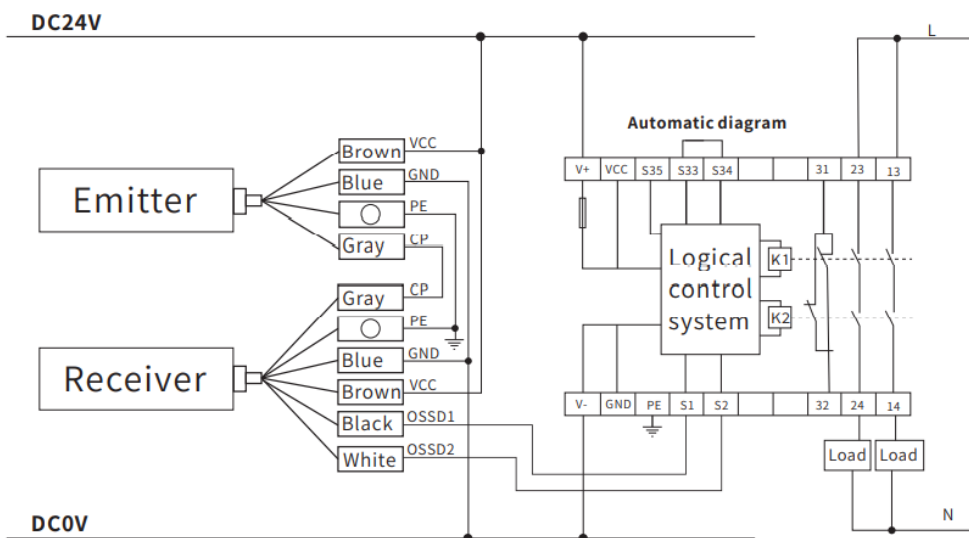 DC24V
L
Automatic diagram
Brown VCC
Blue GND
PE
Gray CP
Emitter
V+ VCC S35 S33 S34 31 23 13
Logical
control
system
K1
K2
Gray CP
PE
Blue GND
Brown VCC
Black OSSD1
White OSSD2
Receiver
V- GND PE S1 S2 32 24 14
Load Load
N
DC0V